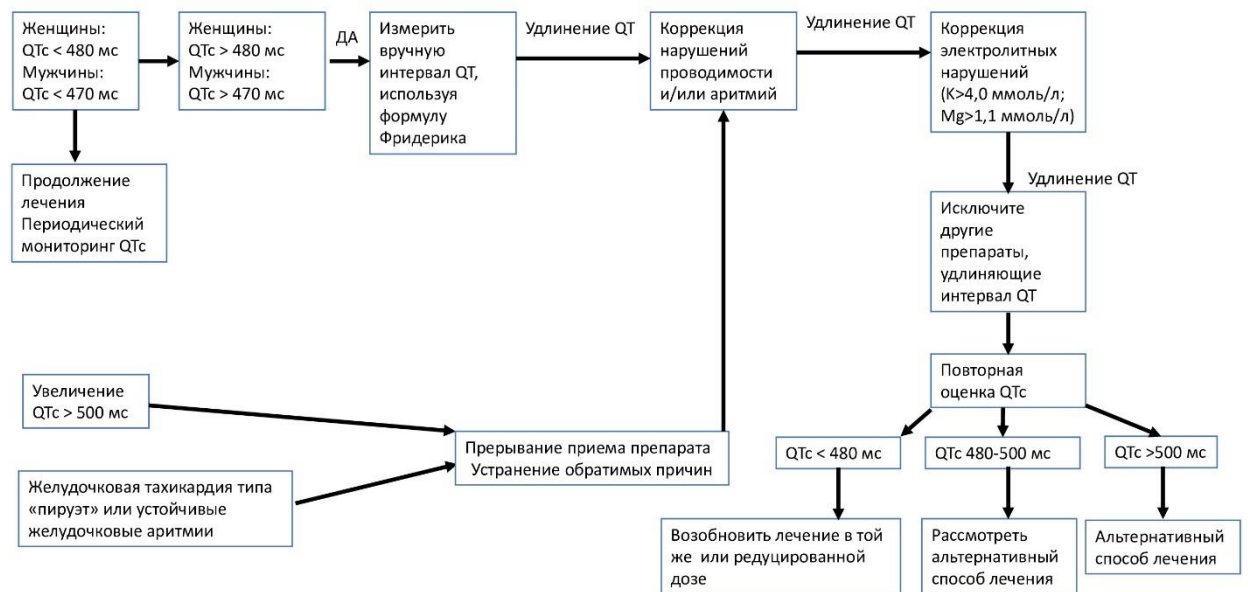 Женщины:
QTc < 480 мс
Мужчины:
QTc < 470 мс
Женщины:
QTc > 480 мс
Мужчины:
QTc > 470 мс
ДА
Измерить
вручную
интервал QT,
используя
формулу
Фридерика
Удлинение QT
Коррекция
нарушений
проводимости
и/или аритмий
Удлинение QT
Коррекция
электролитных
нарушений
(K>4,0 ммоль/л;
Mg>1,1 ммоль/л)
Продолжение
лечения
Периодический
мониторинг QTc
Удлинение QT
Исключите
другие
препараты,
удлиняющие
интервал QT
Повторная
оценка QTc
Увеличение
QTc > 500 мс
Прерывание приема препарата
Устранение обратимых причин
Желудочковая тахикардия типа
«пируэт» или устойчивые
желудочковые аритмии
QTc < 480 мс
QTc 480-500 мс
QTc >500 мс
Возобновить лечение в той
же или редуцированной
дозе
Рассмотреть
альтернативный
способ лечения
Альтернативный
способ лечения